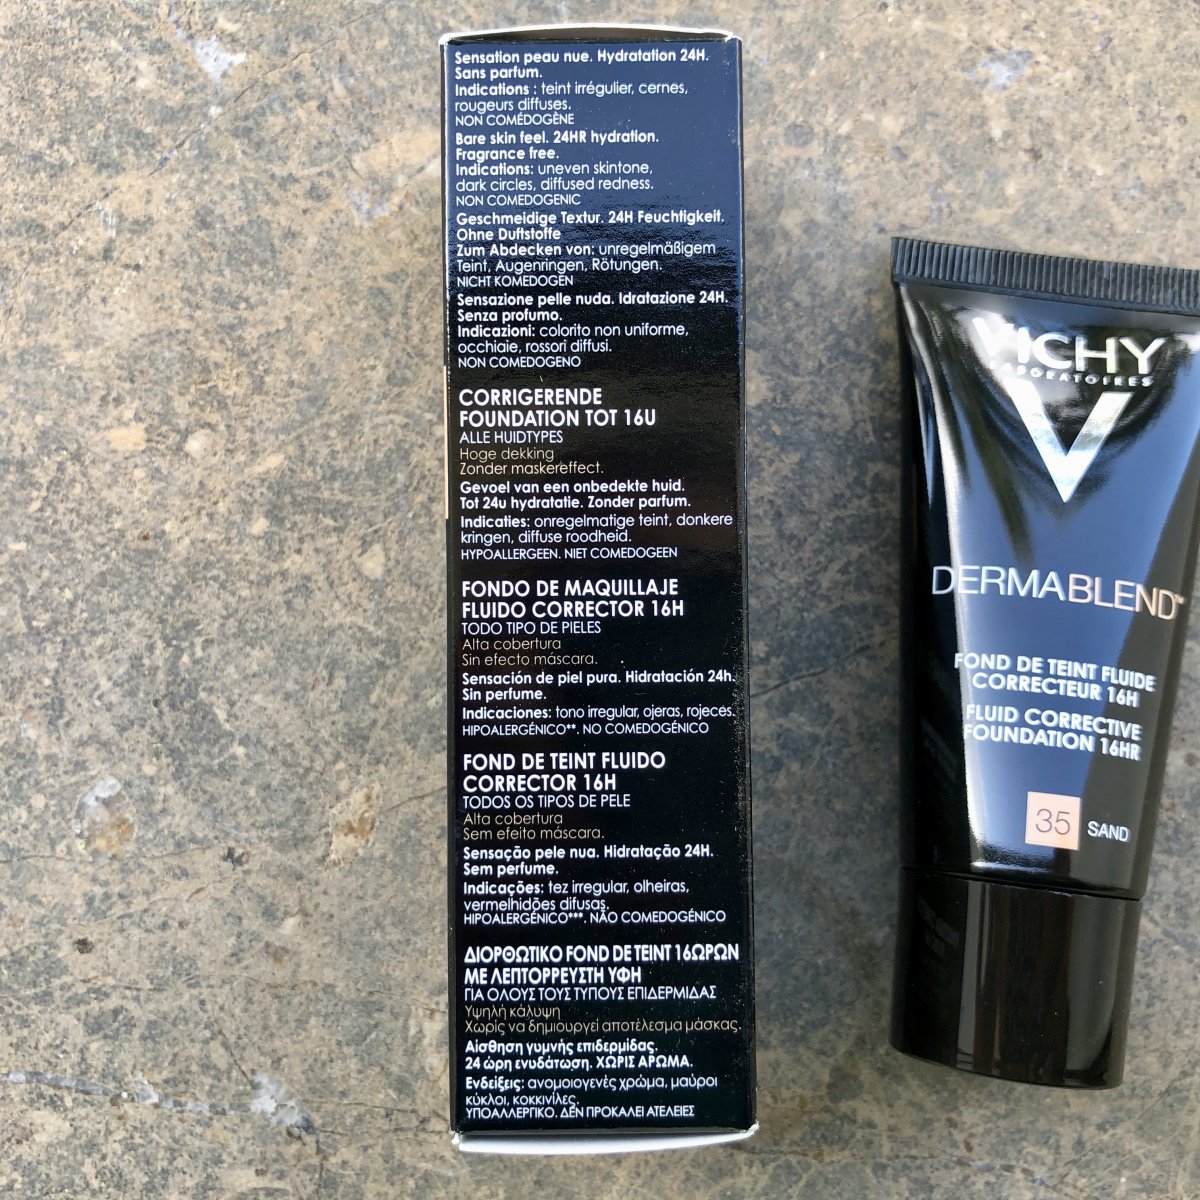 Sensation peau nue. Hydratation 24H.
Sans parfum.
Indications : teint irrégulier, cernes,
rougeurs diffuses.
NON COMÉDOGÈNE
Bare skin feel. 24HR hydration.
Fragrance free.
Indications: uneven skintone,
dark circles, diffused redness.
NON COMEDOGENIC
Geschmeidige Textur. 24H Feuchtigkeit.
Ohne Duftstoffe
Zum Abdecken von: unregelmäßigem
Teint, Augenringen, Rötungen.
NICHT KOMEDOGEN
Sensazione pelle nuda. Idratazione 24H.
Senza profumo.
Indicazioni: colorito non uniforme,
occhiaie, rossori diffusi.
NON COMEDOGENO
CORRIGERENDE
FOUNDATION TOT 16U
ALLE HUIDTYPES
Hoge dekking
Zonder maskereffect.
Gevoel van een onbedekte huid.
Tot 24u hydratatie. Zonder parfum.
Indicaties: onregelmatige teint, donkere
kringen, diffuse roodheid.
HYPOALLERGEEN. NIET COMEDOGEEN
FONDO DE MAQUILLAJE
FLUIDO CORRECTOR 16H
TODO TIPO DE PIELES
Alta cobertura
Sin efecto máscara.
Sensación de piel pura. Hidratación 24h.
Sin perfume.
Indicaciones: tono irregular, ojeras, rojeces.
HIPOALERGÉNICO**. NO COMEDOGÉNICO
FOND DE TEINT FLUIDO
CORRECTOR 16H
TODOS OS TIPOS DE PELE
Alta cobertura
Sem efeito máscara.
Sensação pele nua. Hidratação 24H.
Sem perfume.
Indicações: tez irregular, olheiras,
vermelhidões difusas.
HIPOALERGÉNICO***. NÃO COMEDOGÉNICO
ΔΙΟΡΘΩΤΙΚΟ FOND DE TEINT 16ΩΡΩΝ
ΜΕ ΛΕΠΤΟΡΡΕΥΣΤΗ ΥΦΗ
ΓΙΑ ΟΛΟΥΣ ΤΟΥΣ ΤΥΠΟΥΣ ΕΠΙΔΕΡΜΙΔΑΣ
Υψηλή κάλυψη
Χωρίς να δημιουργεί αποτέλεσμα μάσκας.
Αίσθηση γυμνής επιδερμίδας.
24 ώρη ενυδάτωση. ΧΩΡΙΣ ΑΡΩΜΑ.
Ενδείξεις: ανομοιογενές χρώμα, μαύροι
κύκλοι, κοκκινίλες.
ΥΠΟΑΛΛΕΡΓΙΚΟ. ΔΕΝ ΠΡΟΚΑΛΕΙ ΑΤΕΛΕΙΕΣ
VICHY
LABORATOIRES
DERMABLEND™
FOND DE TEINT FLUIDE
CORRECTEUR 16H
FLUID CORRECTIVE
FOUNDATION 16HR
35 SAND